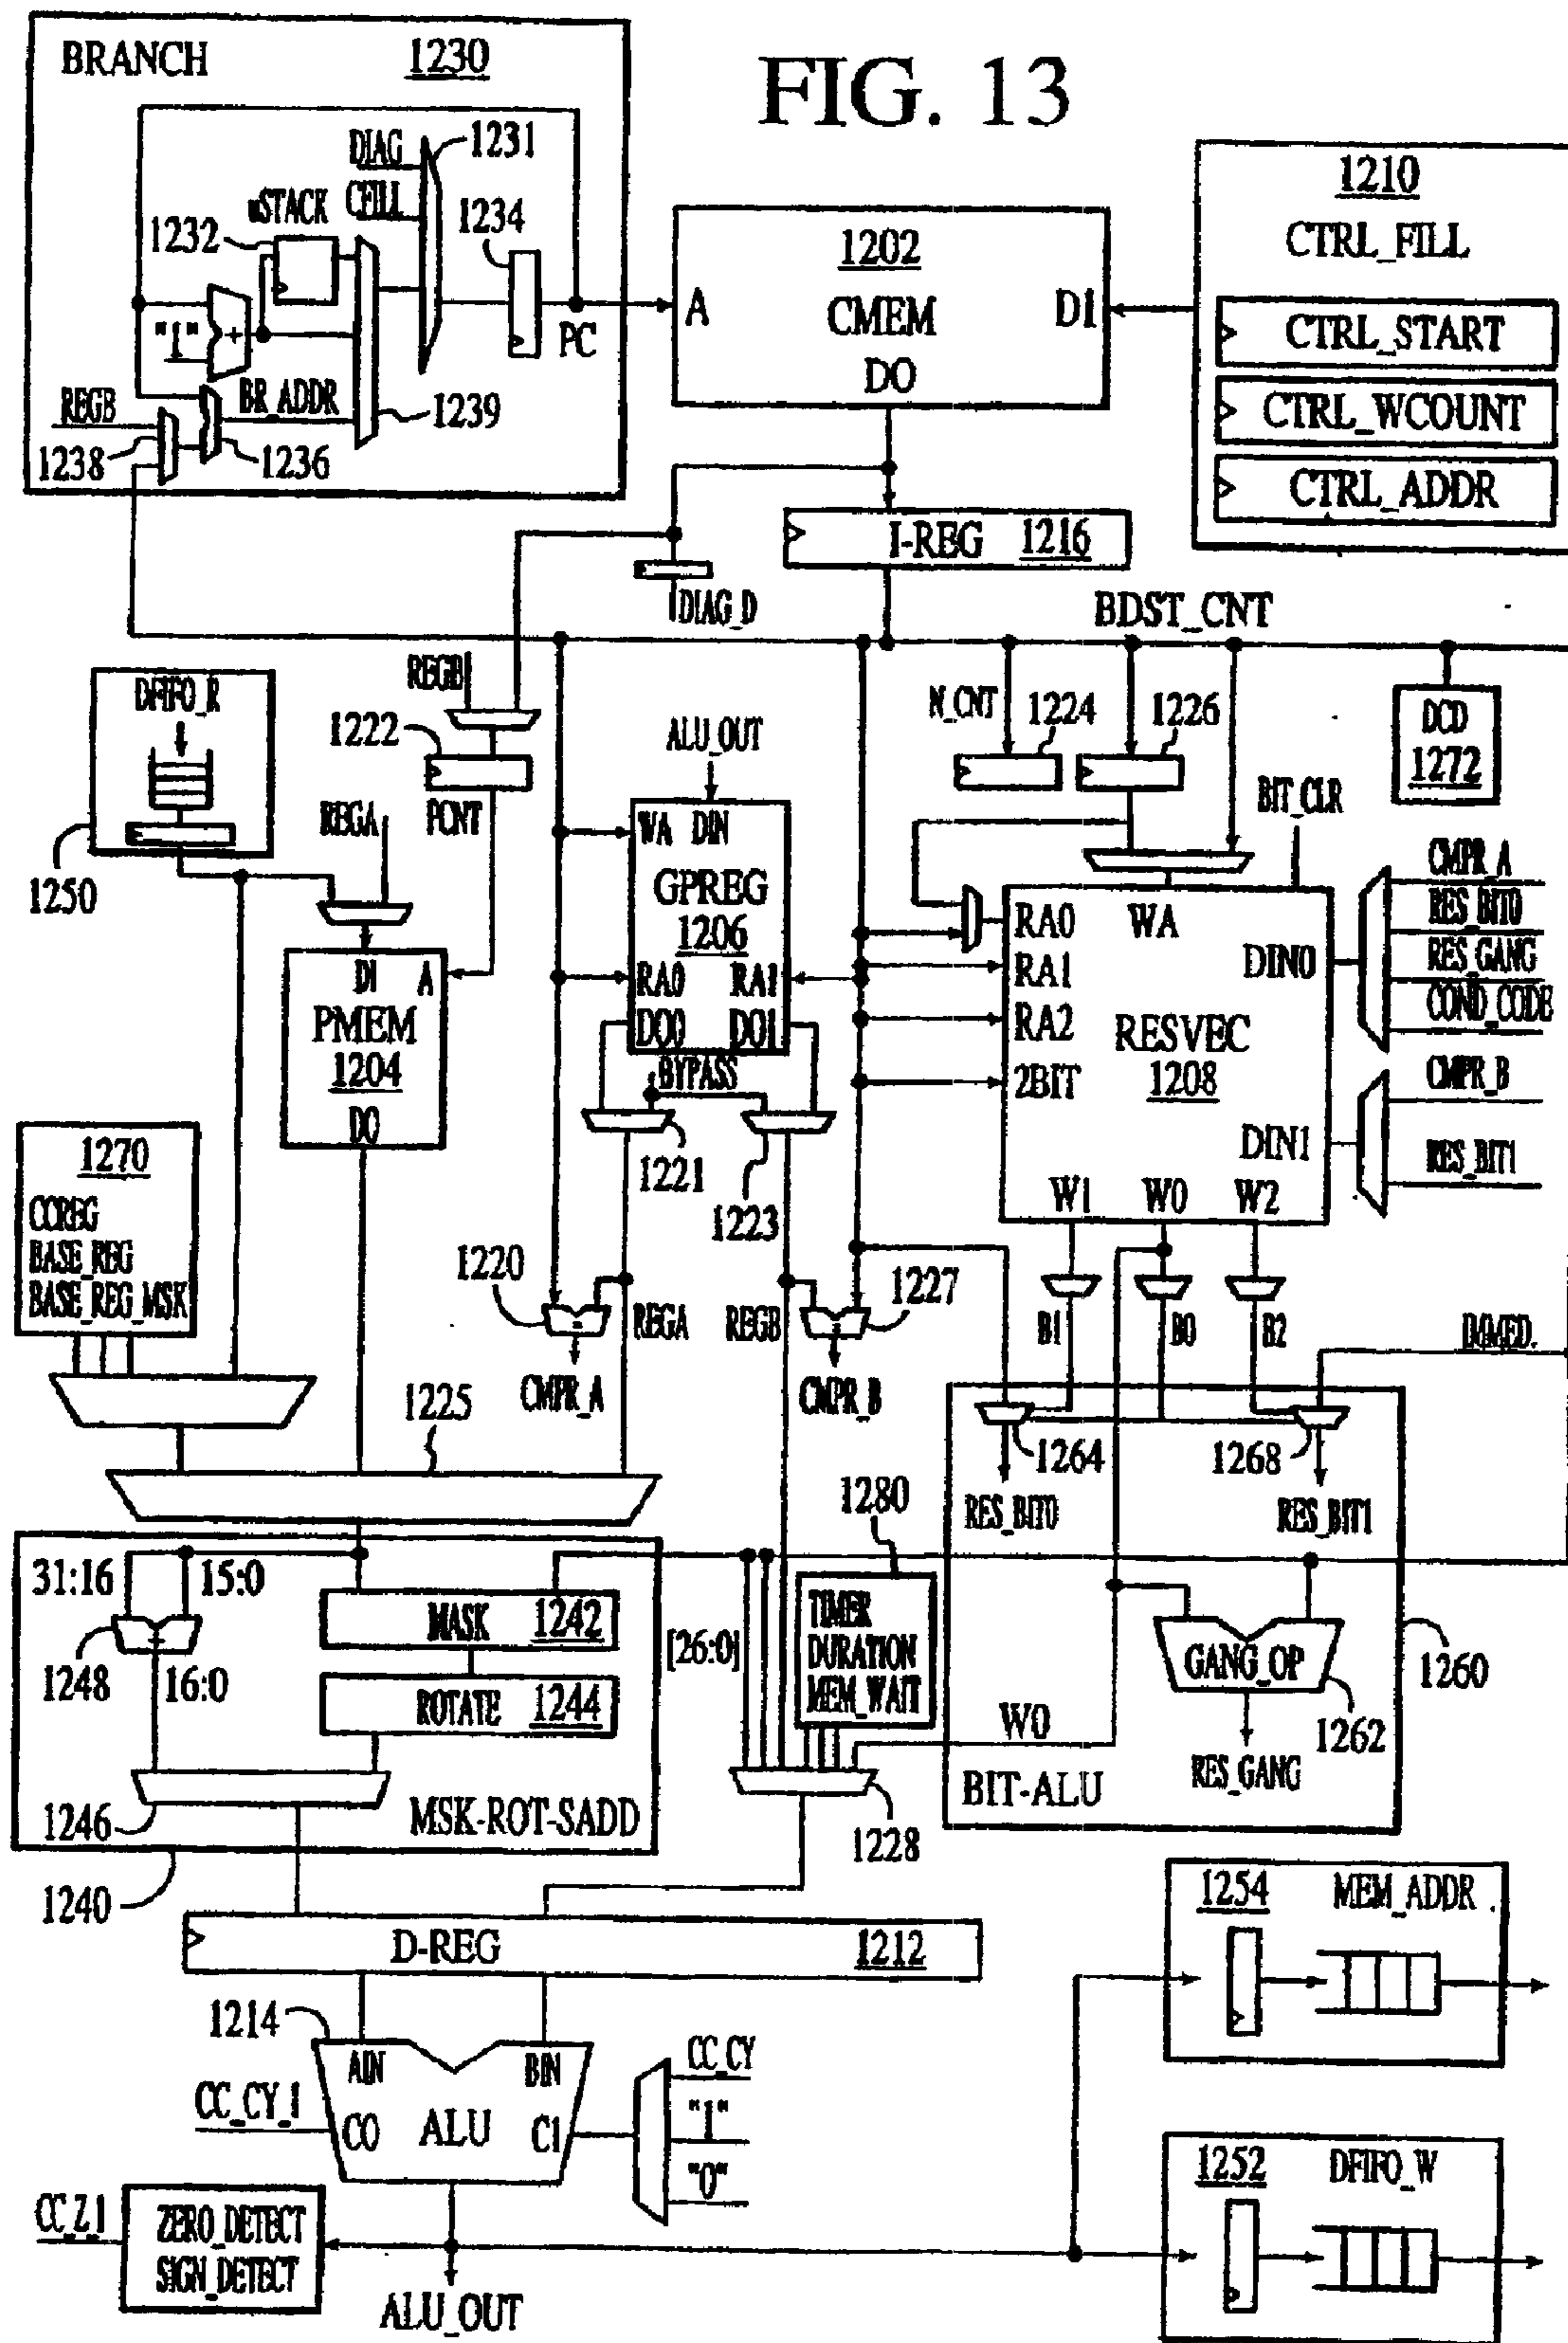 FIG. 13
BRANCH 1230
DIAG
1231
uSTACK
CFILL
1234
1232
"1"
+
PC
REGB
BR_ADDR
1239
1238
1236
1202
CMEM
A
D1
DO
1210
CTRL_FILL
CTRL_START
CTRL_WCOUNT
CTRL_ADDR
I-REG 1216
DIAG_D
BDST_CNT
DFIFO_R
1250
REGB
1222
PCNT
REGA
ALU_OUT
N_CNT
1224
1226
BIT_CLR
DCD
1272
WA DIN
GPREG
1206
RA0 RA1
DO0 DO1
BYPASS
1221
1223
DI A
PMEM
1204
DO
RA0 WA
DIN0
RA1
RA2
RESVEC
1208
2BIT
DIN1
W1 W0 W2
CMPR_A
RES_BIT0
RES_GANG
COND_CODE
CMPR_B
RES_BIT1
1270
CCREG
BASE_REG
BASE_REG_MSK
1220
=
REGA
CMPR_A
REGB
=
1227
CMPR_B
B1
B0
B2
IMMED.
1225
1264
1268
RES_BIT0
RES_BIT1
1280
TIMER
DURATION
MEM_WAIT
31:16
15:0
1248
+
16:0
MASK 1242
ROTATE 1244
[26:0]
1246
MSK-ROT-SADD
1240
GANG_OP
1260
1262
W0
RES_GANG
BIT-ALU
1228
D-REG 1212
1254 MEM_ADDR
1214
AIN BIN
CC_CY_1
CO ALU C1
CC_CY
"1"
"0"
1252 DFIFO_W
CC_Z_1
ZERO_DETECT
SIGN_DETECT
ALU_OUT